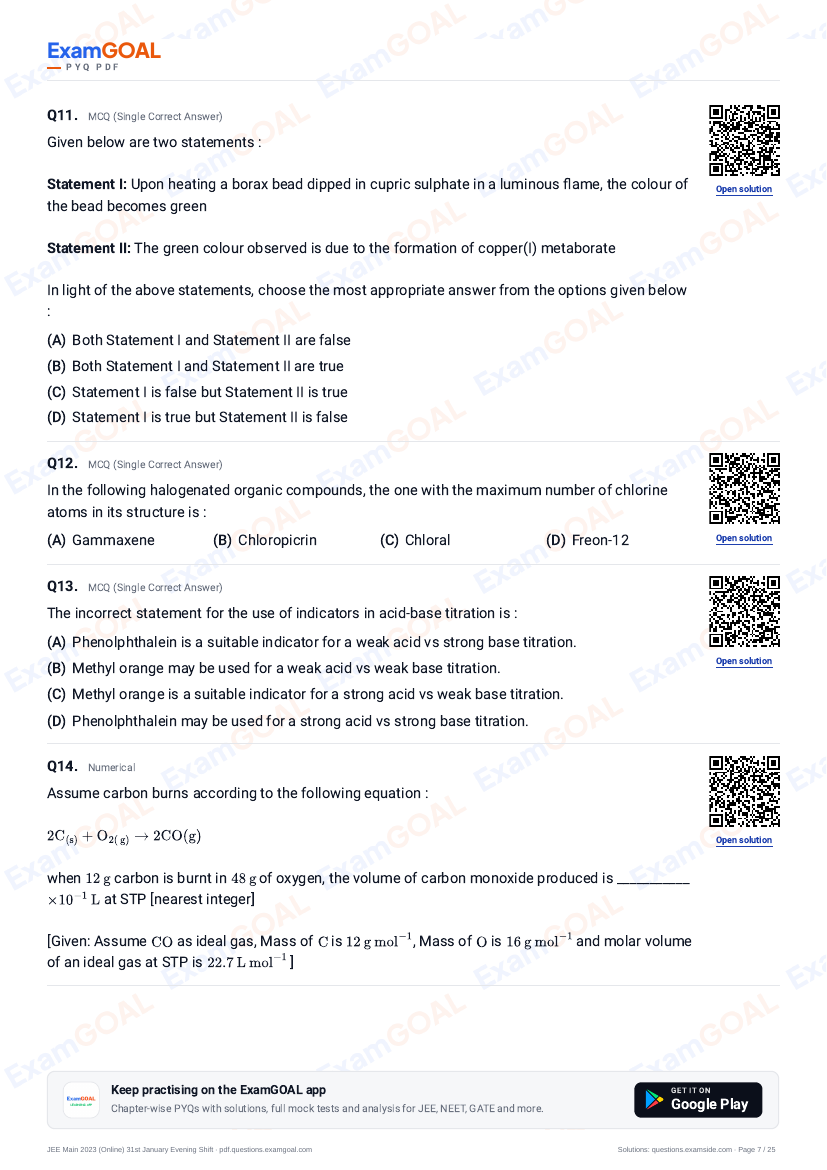 ExamGOAL
PYQ PDF
Q11. MCQ (Single Correct Answer)
Given below are two statements :
Statement I: Upon heating a borax bead dipped in cupric sulphate in a luminous flame, the colour of
the bead becomes green
Statement II: The green colour observed is due to the formation of copper(I) metaborate
In light of the above statements, choose the most appropriate answer from the options given below
:
(A) Both Statement I and Statement II are false
(B) Both Statement I and Statement II are true
(C) Statement I is false but Statement II is true
(D) Statement I is true but Statement II is false
Open solution
Q12. MCQ (Single Correct Answer)
In the following halogenated organic compounds, the one with the maximum number of chlorine
atoms in its structure is :
(A) Gammaxene (B) Chloropicrin (C) Chloral (D) Freon-12
Open solution
Q13. MCQ (Single Correct Answer)
The incorrect statement for the use of indicators in acid-base titration is :
(A) Phenolphthalein is a suitable indicator for a weak acid vs strong base titration.
(B) Methyl orange may be used for a weak acid vs weak base titration.
(C) Methyl orange is a suitable indicator for a strong acid vs weak base titration.
(D) Phenolphthalein may be used for a strong acid vs strong base titration.
Open solution
Q14. Numerical
Assume carbon burns according to the following equation :
2C(s) + O2( g) → 2CO(g)
when 12 g carbon is burnt in 48 g of oxygen, the volume of carbon monoxide produced is __________
×10⁻¹ L at STP [nearest integer]
[Given: Assume CO as ideal gas, Mass of C is 12 g mol⁻¹, Mass of O is 16 g mol⁻¹ and molar volume
of an ideal gas at STP is 22.7 L mol⁻¹ ]
Open solution
Keep practising on the ExamGOAL app
Chapter-wise PYQs with solutions, full mock tests and analysis for JEE, NEET, GATE and more.
GET IT ON
Google Play
JEE Main 2023 (Online) 31st January Evening Shift · pdf.questions.examgoal.com
Solutions: questions.examside.com · Page 7 / 25